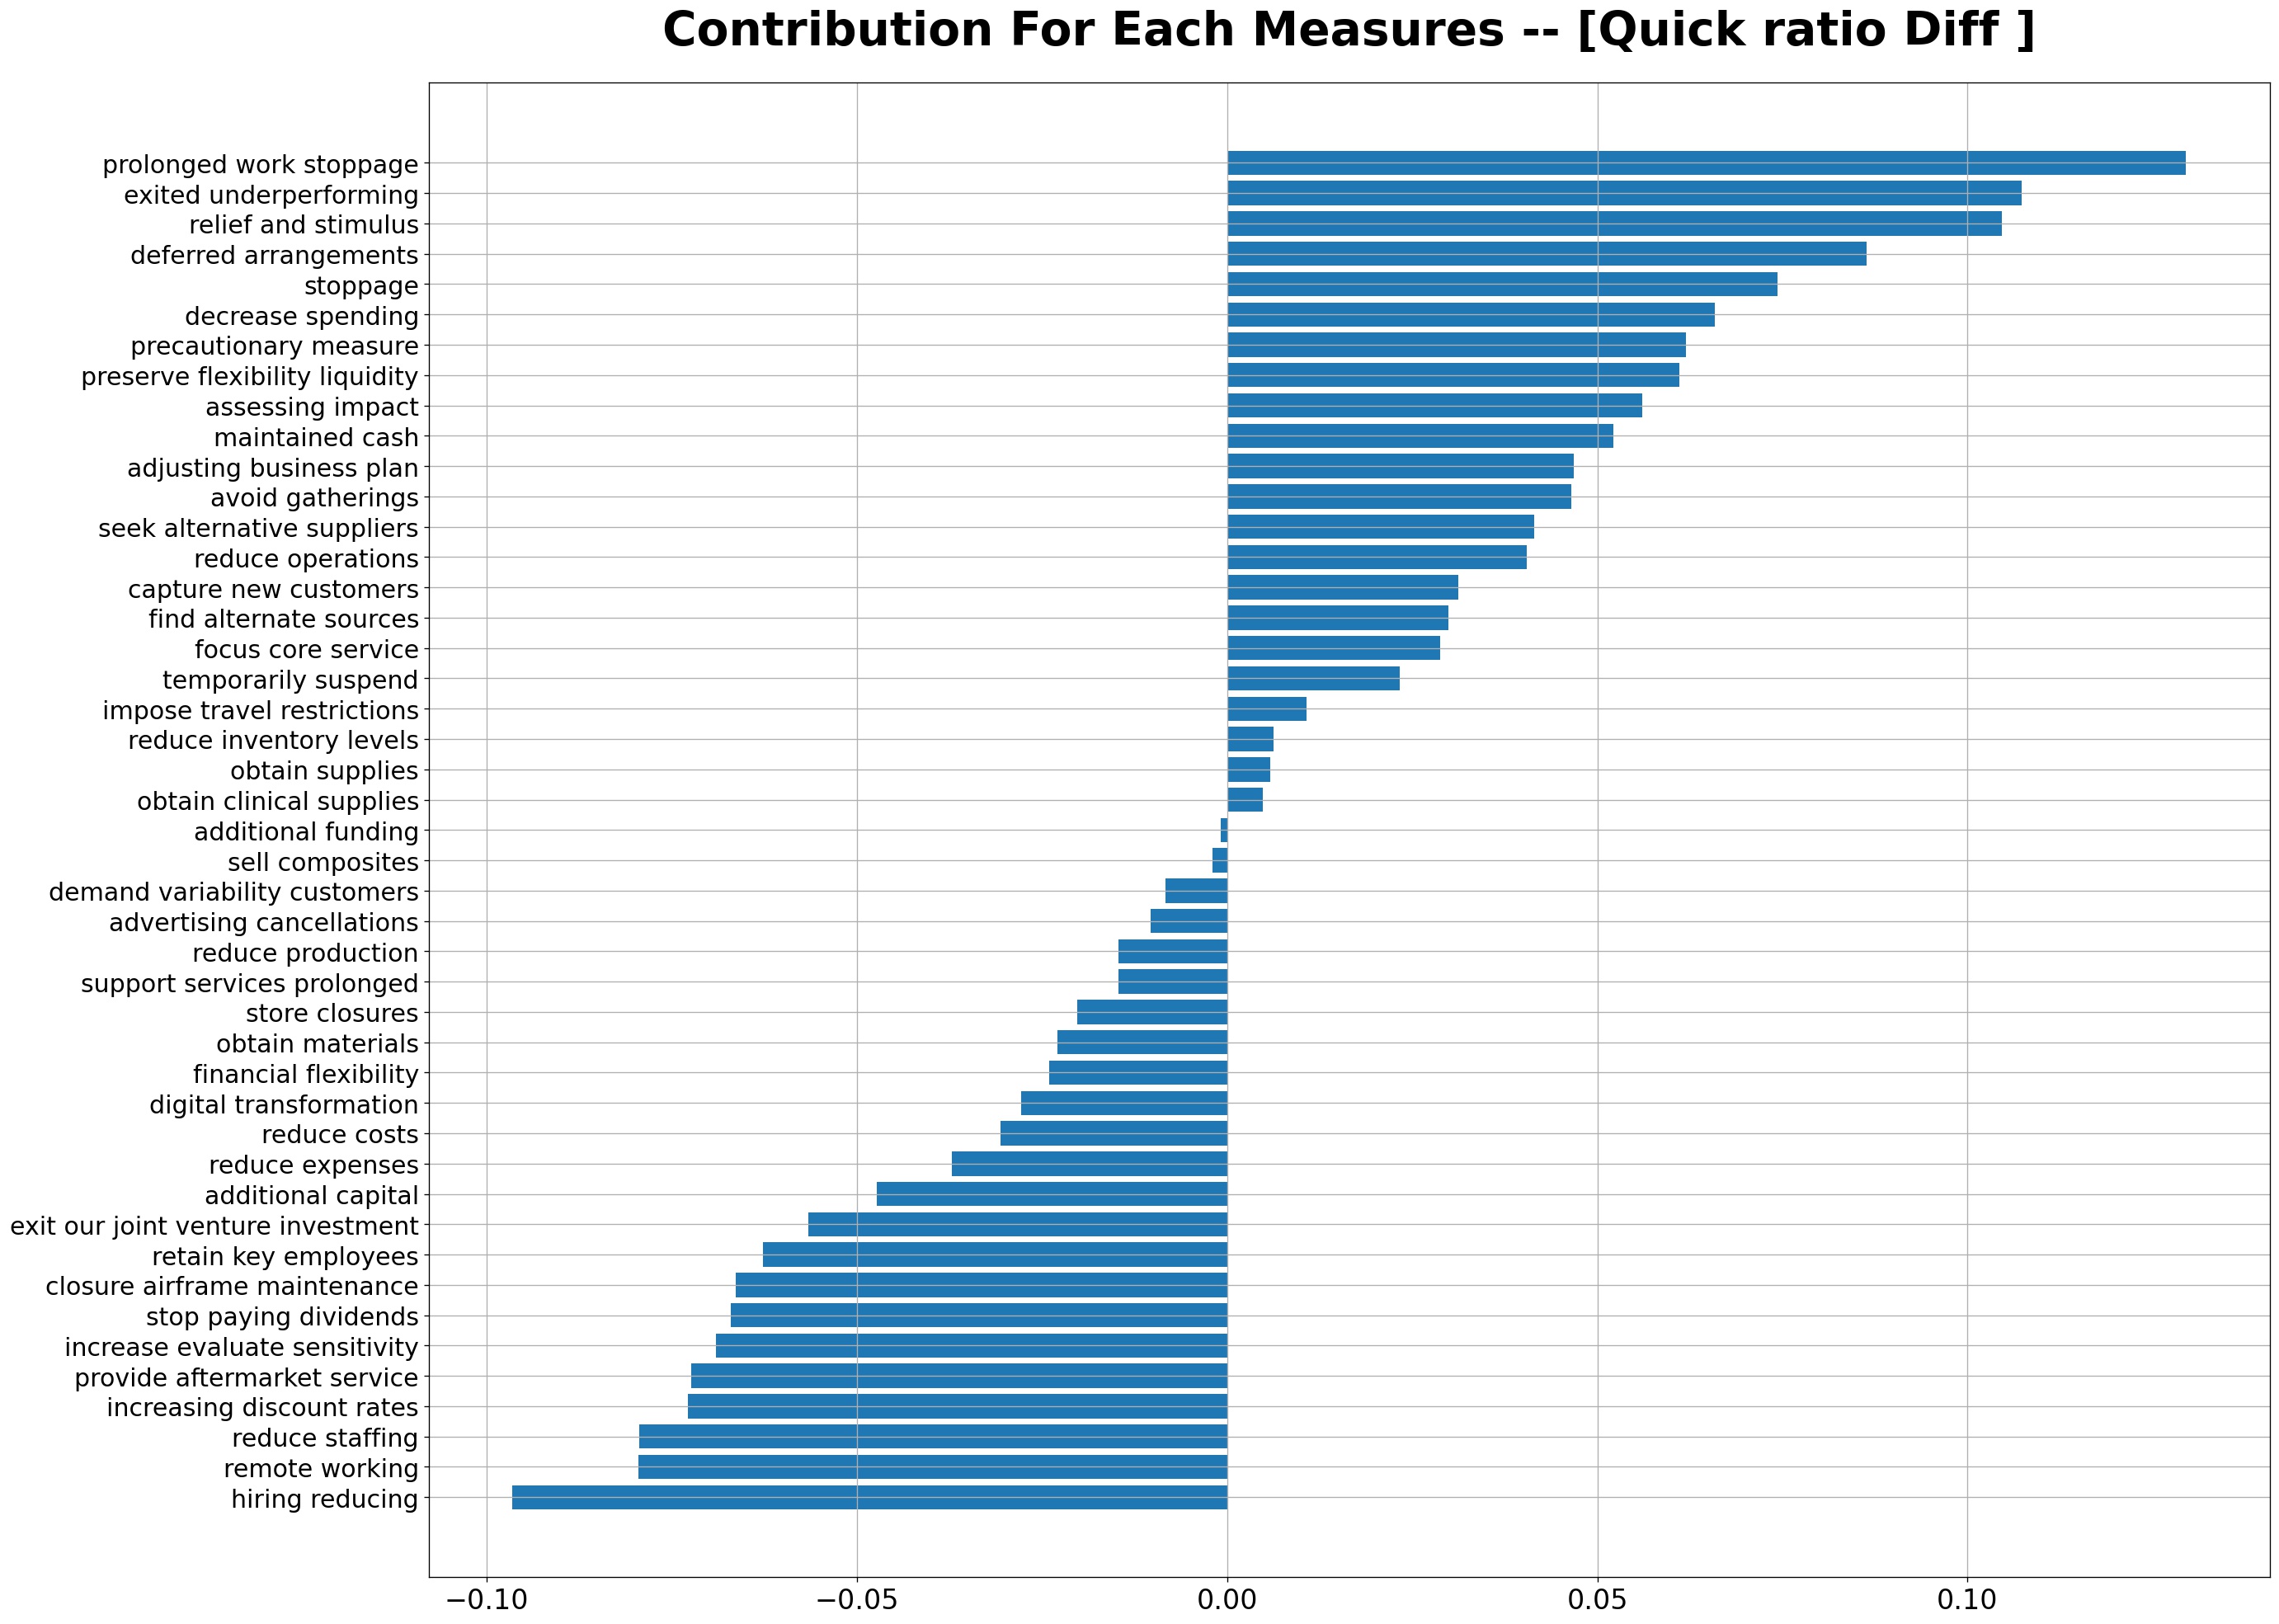 Contribution For Each Measures -- [Quick ratio Diff ]
prolonged work stoppage
exited underperforming
relief and stimulus
deferred arrangements
stoppage
decrease spending
precautionary measure
preserve flexibility liquidity
assessing impact
maintained cash
adjusting business plan
avoid gatherings
seek alternative suppliers
reduce operations
capture new customers
find alternate sources
focus core service
temporarily suspend
impose travel restrictions
reduce inventory levels
obtain supplies
obtain clinical supplies
additional funding
sell composites
demand variability customers
advertising cancellations
reduce production
support services prolonged
store closures
obtain materials
financial flexibility
digital transformation
reduce costs
reduce expenses
additional capital
exit our joint venture investment
retain key employees
closure airframe maintenance
stop paying dividends
increase evaluate sensitivity
provide aftermarket service
increasing discount rates
reduce staffing
remote working
hiring reducing
−0.10 −0.05 0.00 0.05 0.10